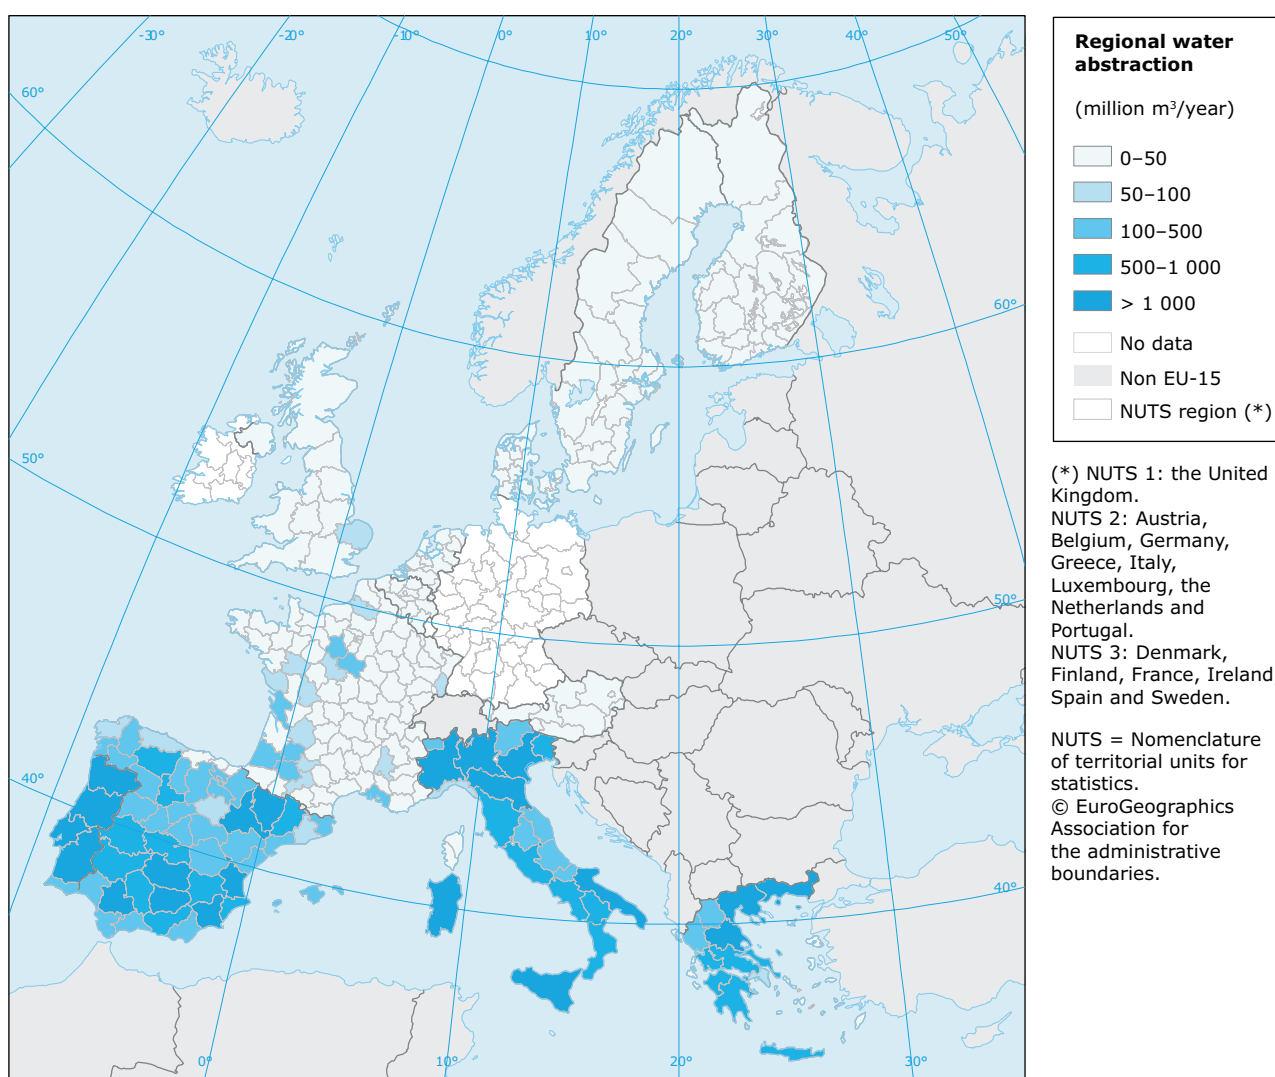 -30°
-20°
-10°
0°
10°
20°
30°
40°
50°
60°
60°
50°
50°
40°
40°
0°
10°
20°
30°
60°
Regional water
abstraction
(million m³/year)
0–50
50–100
100–500
500–1 000
> 1 000
No data
Non EU-15
NUTS region (*)
(*) NUTS 1: the United
Kingdom.
NUTS 2: Austria,
Belgium, Germany,
Greece, Italy,
Luxembourg, the
Netherlands and
Portugal.
NUTS 3: Denmark,
Finland, France, Ireland
Spain and Sweden.
NUTS = Nomenclature
of territorial units for
statistics.
© EuroGeographics
Association for
the administrative
boundaries.